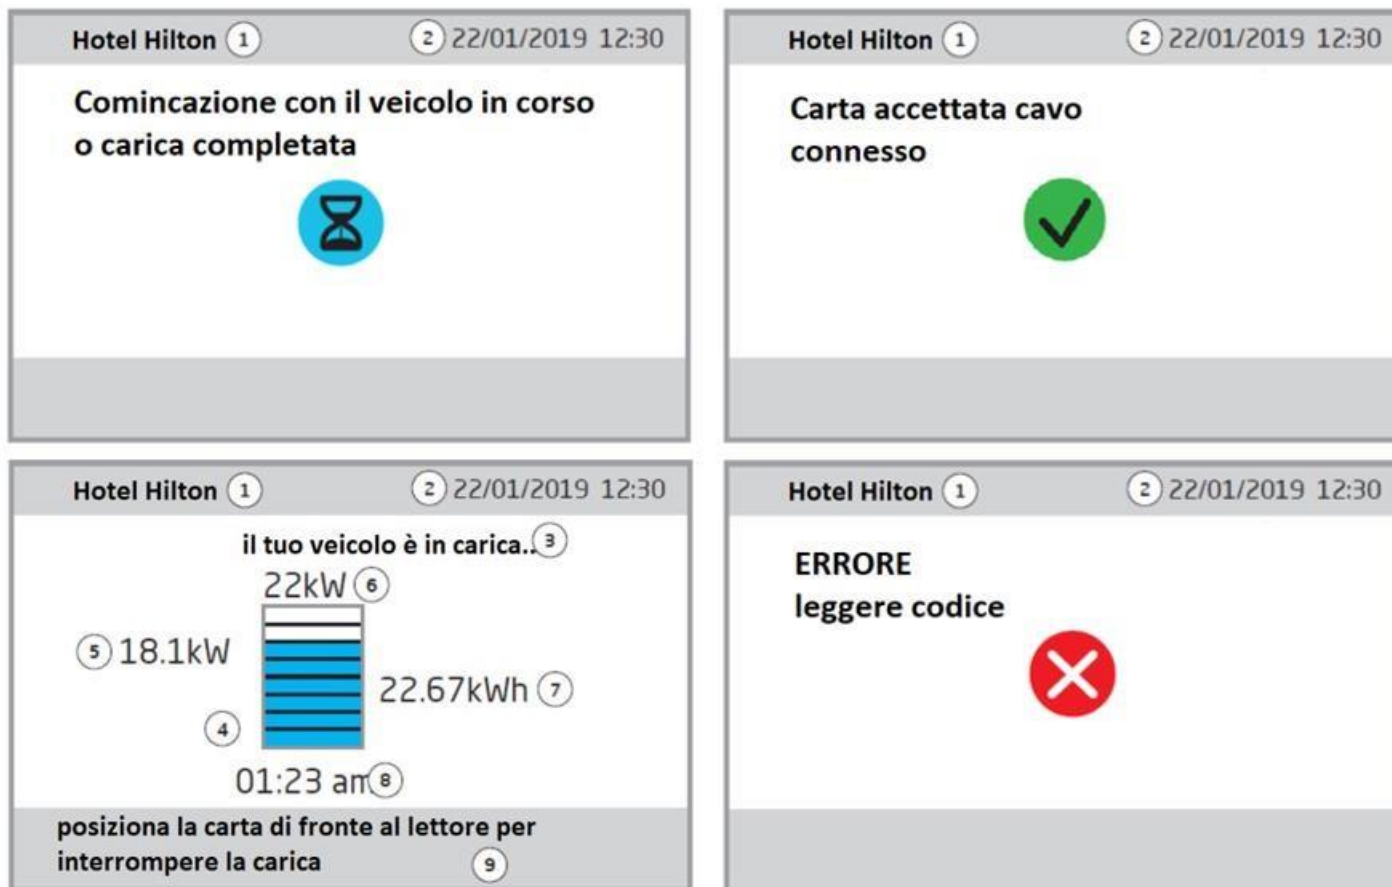 Hotel Hilton 1 2 22/01/2019 12:30
Comincazione con il veicolo in corso
o carica completata
Hotel Hilton 1 2 22/01/2019 12:30
Carta accettata cavo
connesso
Hotel Hilton 1 2 22/01/2019 12:30
il tuo veicolo è in carica.. 3
22kW 6
5 18.1kW
22.67kWh 7
4
01:23 am 8
posiziona la carta di fronte al lettore per
interrompere la carica 9
Hotel Hilton 1 2 22/01/2019 12:30
ERRORE
leggere codice